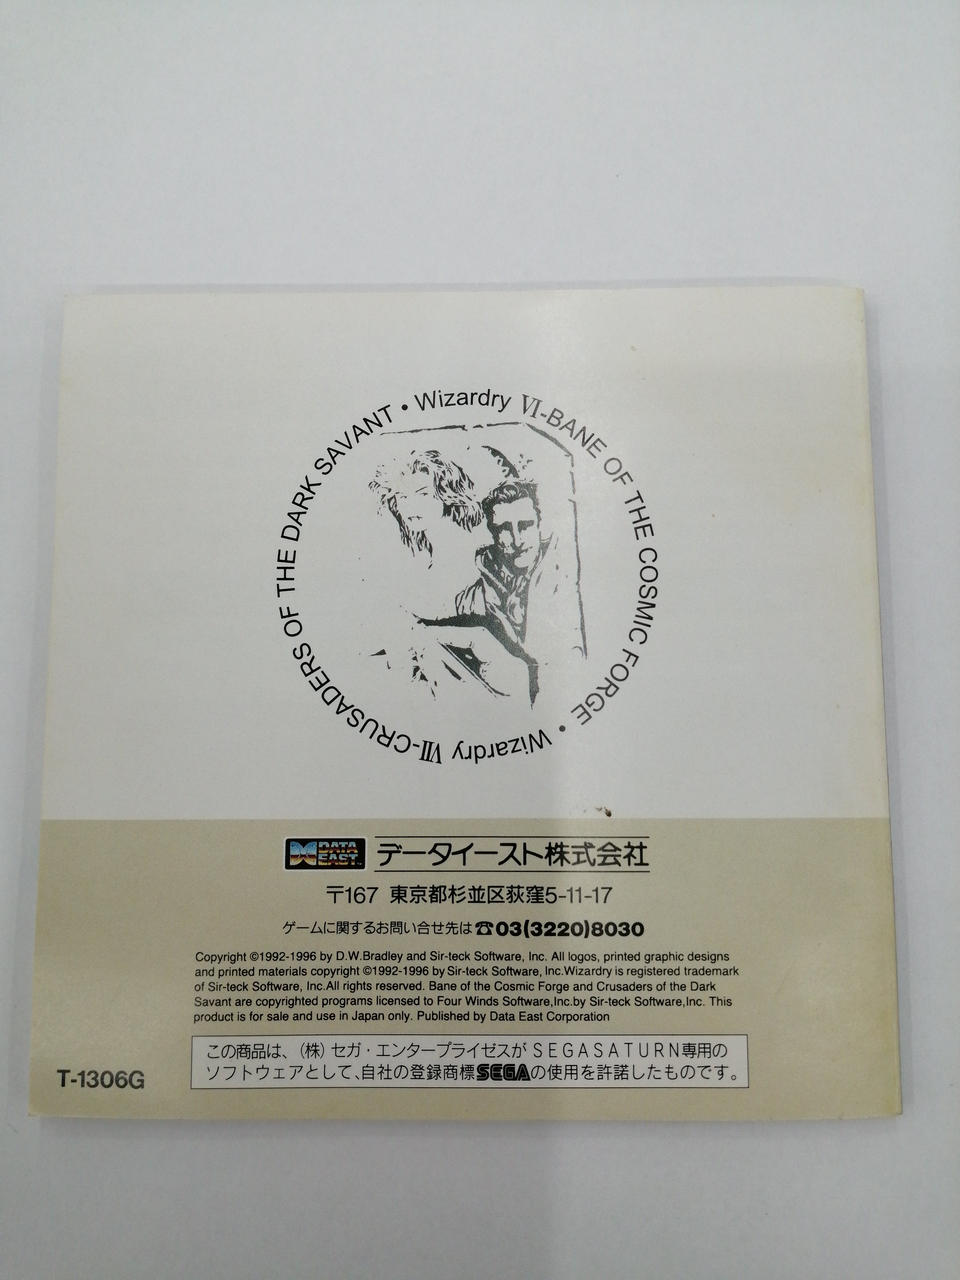 Wizardry VI-BANE OF THE COSMIC FORGE •
Wizardry VII-CRUSADERS OF THE DARK SAVANT •
DATA EAST™ データイースト株式会社
〒167 東京都杉並区荻窪5-11-17
ゲームに関するお問い合せ先は☎03(3220)8030
Copyright ©1992-1996 by D.W.Bradley and Sir-teck Software, Inc. All logos, printed graphic designs
and printed materials copyright ©1992-1996 by Sir-teck Software, Inc.Wizardry is registered trademark
of Sir-teck Software, Inc.All rights reserved. Bane of the Cosmic Forge and Crusaders of the Dark
Savant are copyrighted programs licensed to Four Winds Software,Inc.by Sir-teck Software,Inc. This
product is for sale and use in Japan only. Published by Data East Corporation
この商品は、(株)セガ・エンタープライゼスがSEGASATURN専用の
ソフトウェアとして、自社の登録商標SEGAの使用を許諾したものです。
T-1306G